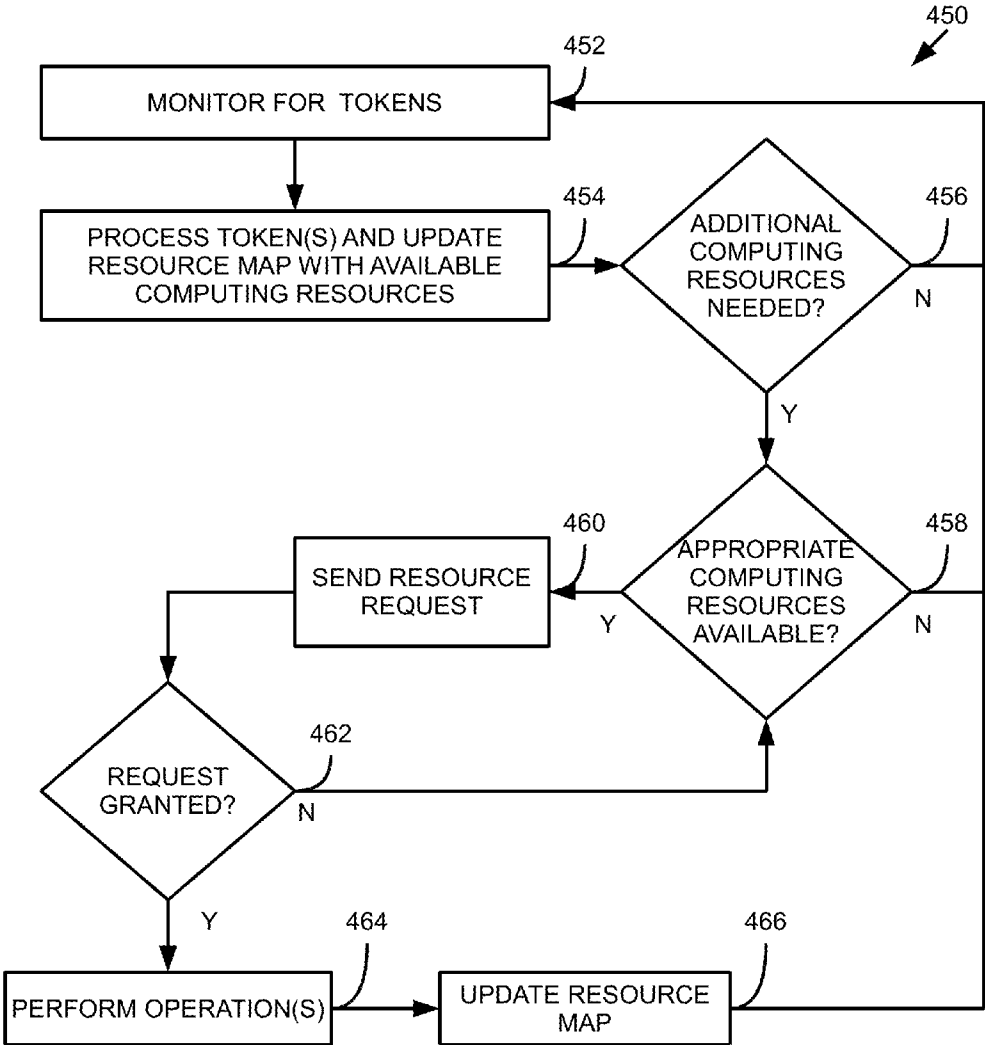 450
452
MONITOR FOR TOKENS
454
PROCESS TOKEN(S) AND UPDATE
RESOURCE MAP WITH AVAILABLE
COMPUTING RESOURCES
456
ADDITIONAL
COMPUTING
RESOURCES
NEEDED?
N
Y
458
APPROPRIATE
COMPUTING
RESOURCES
AVAILABLE?
N
Y
460
SEND RESOURCE
REQUEST
462
REQUEST
GRANTED?
N
Y
464
PERFORM OPERATION(S)
466
UPDATE RESOURCE
MAP